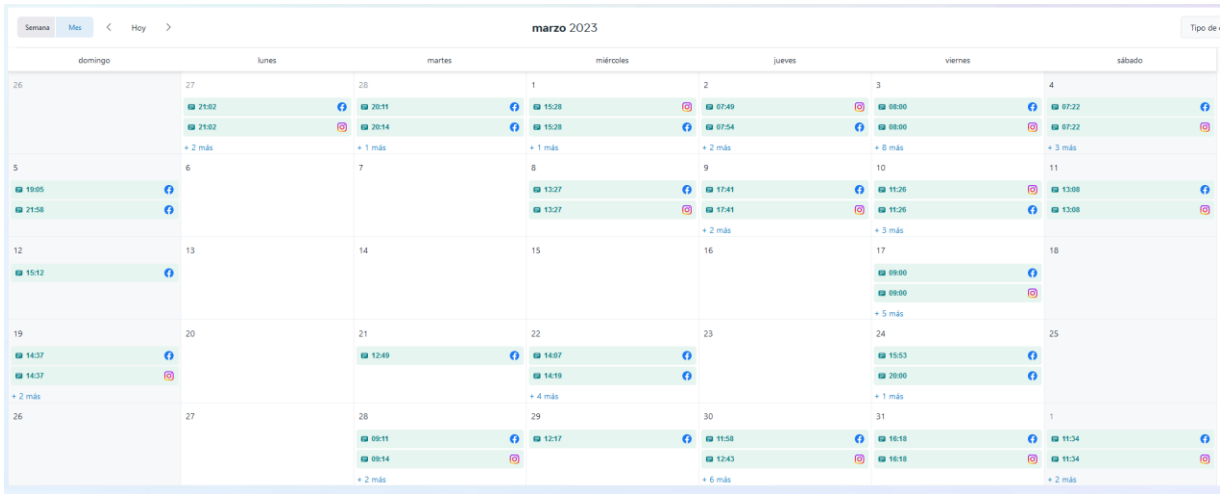 Semana Mes Hoy marzo 2023 Tipo de
domingo lunes martes miércoles jueves viernes sábado
26 27 28 1 2 3 4
21:02 20:11 15:28 07:49 08:00 07:22
21:02 20:14 15:28 07:54 08:00 07:22
+ 2 más + 1 más + 1 más + 2 más + 8 más + 3 más
5 6 7 8 9 10 11
19:05 13:27 17:41 11:26 13:08
21:58 13:27 17:41 11:26 13:08
+ 2 más + 3 más
12 13 14 15 16 17 18
15:12 09:00
09:00
+ 5 más
19 20 21 22 23 24 25
14:37 12:49 14:07 15:53
14:37 14:19 20:00
+ 2 más + 4 más + 1 más
26 27 28 29 30 31 1
09:11 12:17 11:58 16:18 11:34
09:14 12:43 16:18 11:34
+ 2 más + 6 más + 2 más